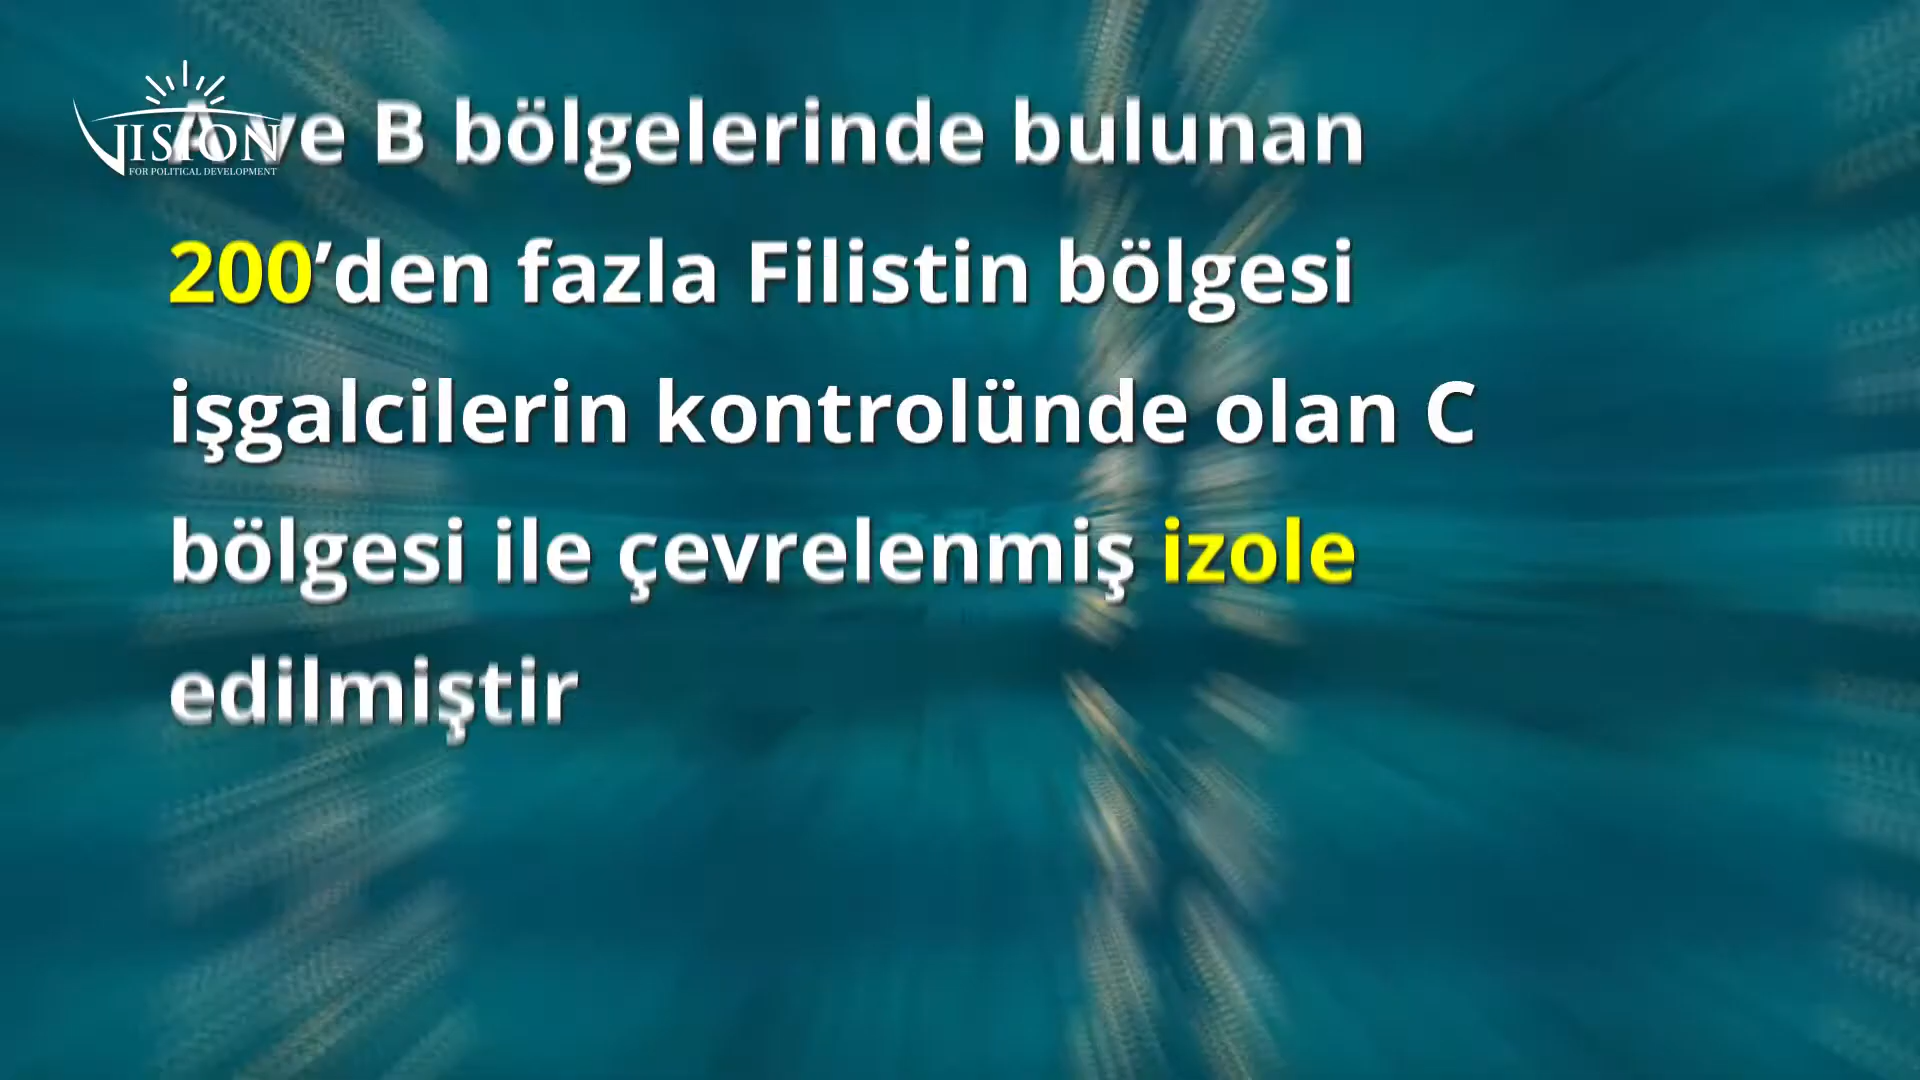 VISION
FOR POLITICAL DEVELOPMENT
A ve B bölgelerinde bulunan
200’den fazla Filistin bölgesi
işgalcilerin kontrolünde olan C
bölgesi ile çevrelenmiş izole
edilmiştir